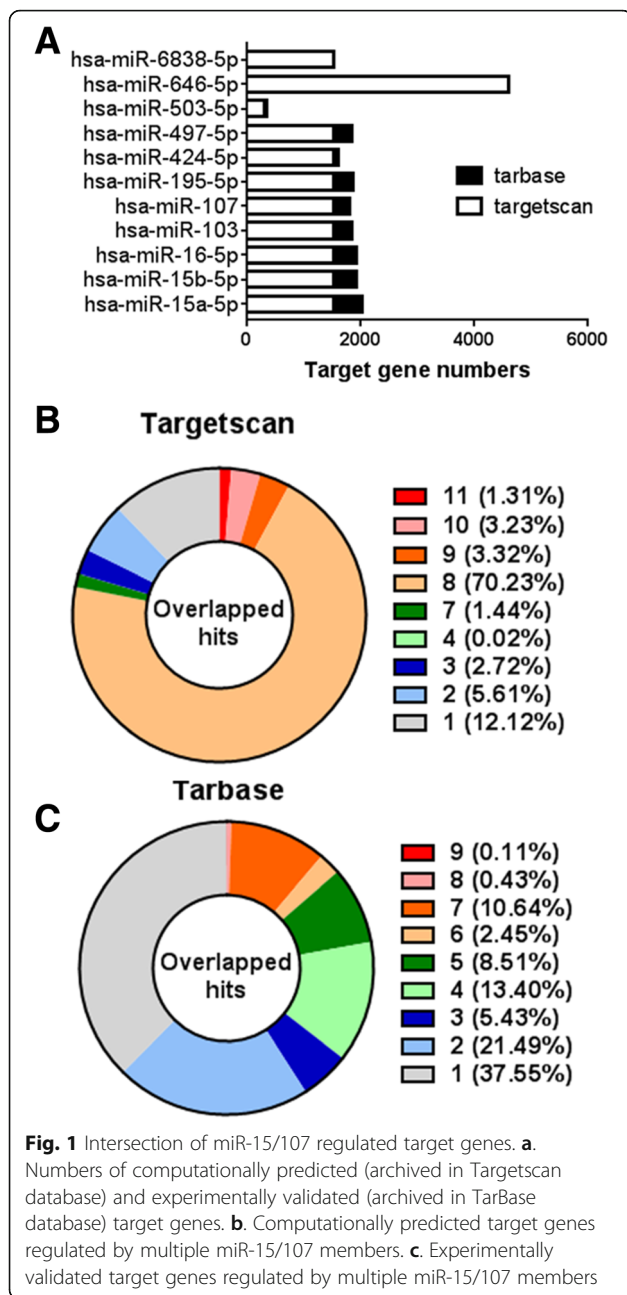 A
hsa-miR-6838-5p
hsa-miR-646-5p
hsa-miR-503-5p
hsa-miR-497-5p
hsa-miR-424-5p
hsa-miR-195-5p
hsa-miR-107
hsa-miR-103
hsa-miR-16-5p
hsa-miR-15b-5p
hsa-miR-15a-5p
tarbase
targetscan
0 2000 4000 6000
Target gene numbers
B
Targetscan
Overlapped
hits
11 (1.31%)
10 (3.23%)
9 (3.32%)
8 (70.23%)
7 (1.44%)
4 (0.02%)
3 (2.72%)
2 (5.61%)
1 (12.12%)
Tarbase
C
Overlapped
hits
9 (0.11%)
8 (0.43%)
7 (10.64%)
6 (2.45%)
5 (8.51%)
4 (13.40%)
3 (5.43%)
2 (21.49%)
1 (37.55%)
Fig. 1 Intersection of miR-15/107 regulated target genes. a.
Numbers of computationally predicted (archived in Targetscan
database) and experimentally validated (archived in TarBase
database) target genes. b. Computationally predicted target genes
regulated by multiple miR-15/107 members. c. Experimentally
validated target genes regulated by multiple miR-15/107 members